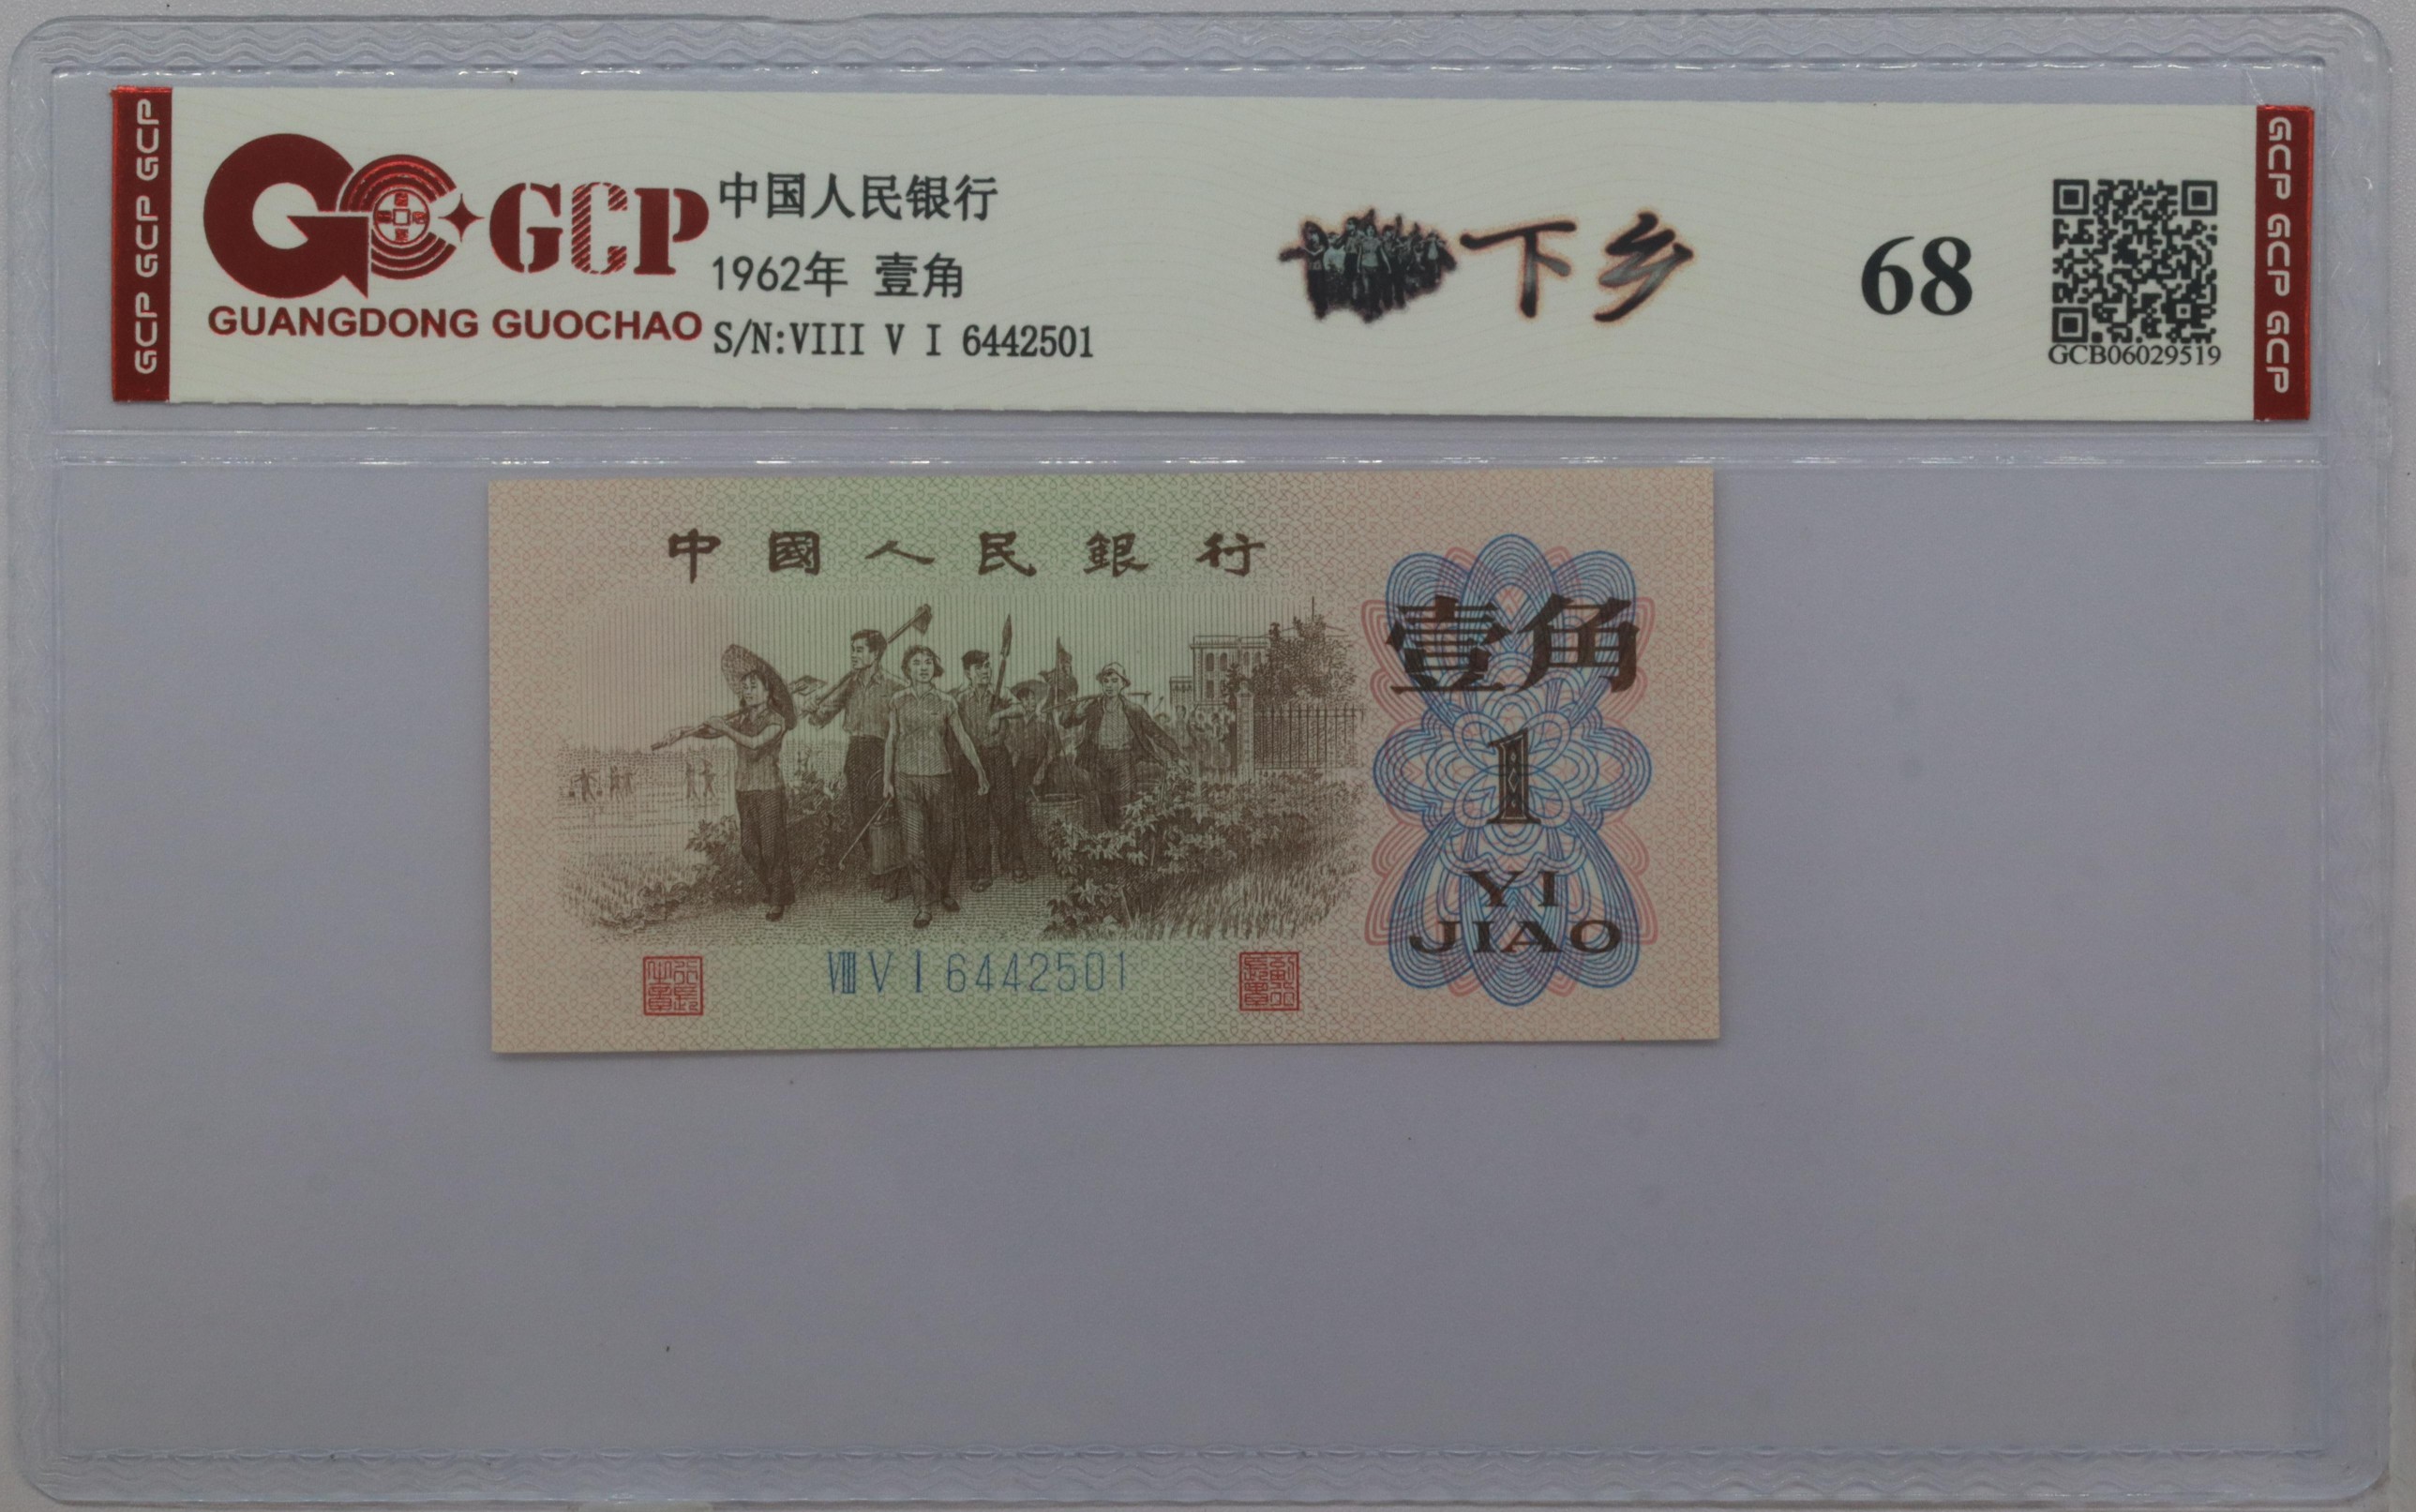 GCP GCP GCP
GCP
GUANGDONG GUOCHAO
中国人民银行
1962年 壹角
S/N:VIII V I 6442501
下乡
68
GCB06029519
GCP GCP GCP
中國人民銀行
壹角
1
YI
JIAO
VIII V I 6442501